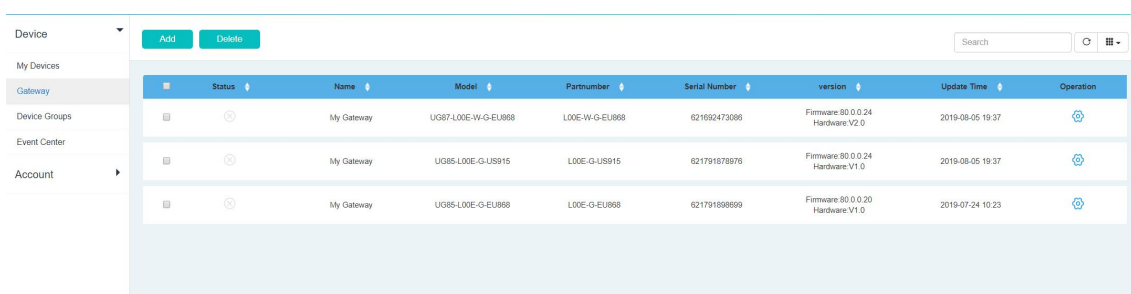 Device
Add
Delete
Search
My Devices
Gateway
Device Groups
Event Center
Account
Status Name Model Partnumber Serial Number version Update Time Operation
My Gateway UG87-L00E-W-G-EU868 L00E-W-G-EU868 621692473086 Firmware:80.0.0.24 2019-08-05 19:37
Hardware:V2.0
My Gateway UG85-L00E-G-US915 L00E-G-US915 621791878976 Firmware:80.0.0.24 2019-08-05 19:37
Hardware:V1.0
My Gateway UG85-L00E-G-EU868 L00E-G-EU868 621791898699 Firmware:80.0.0.20 2019-07-24 10:23
Hardware:V1.0